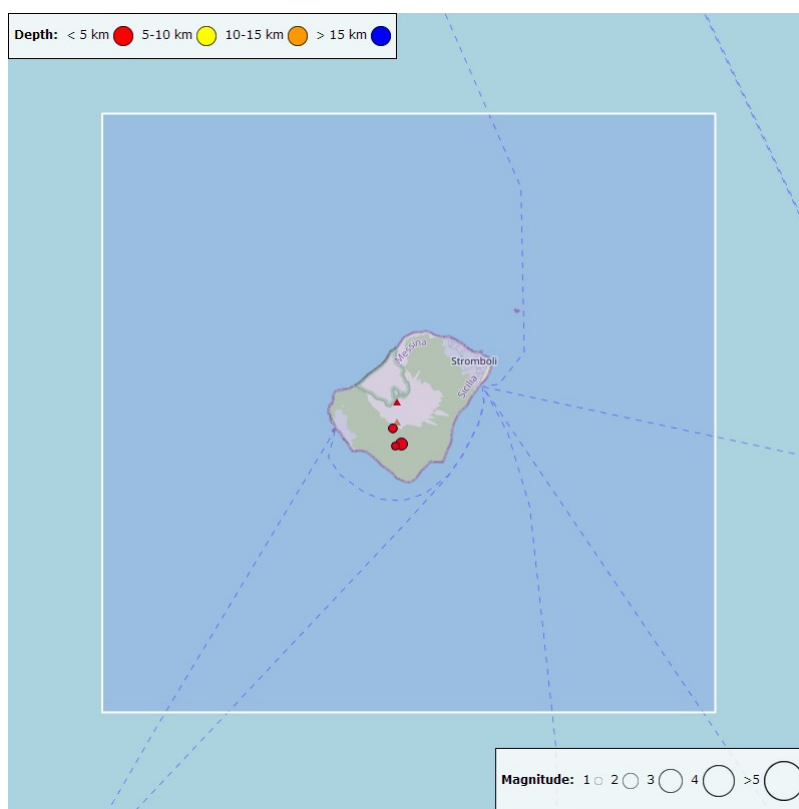 Depth: < 5 km 5-10 km 10-15 km > 15 km
Messina
Stromboli
Sicilia
Magnitude: 1 2 3 4 >5